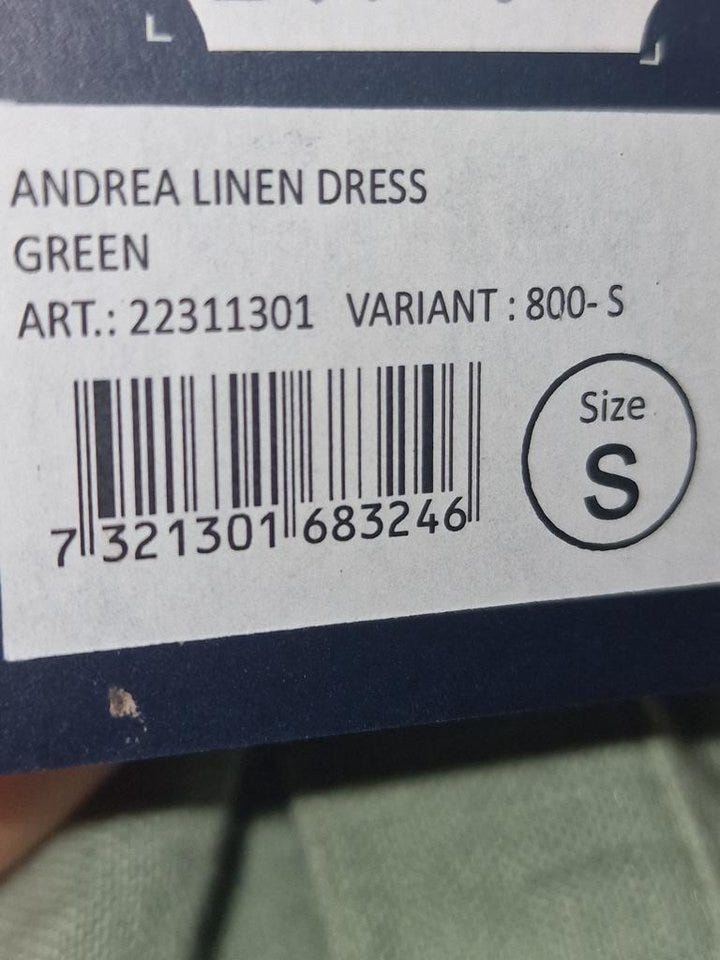 ANDREA LINEN DRESS
GREEN
ART.: 22311301 VARIANT : 800- S
Size
S
7 321301 683246